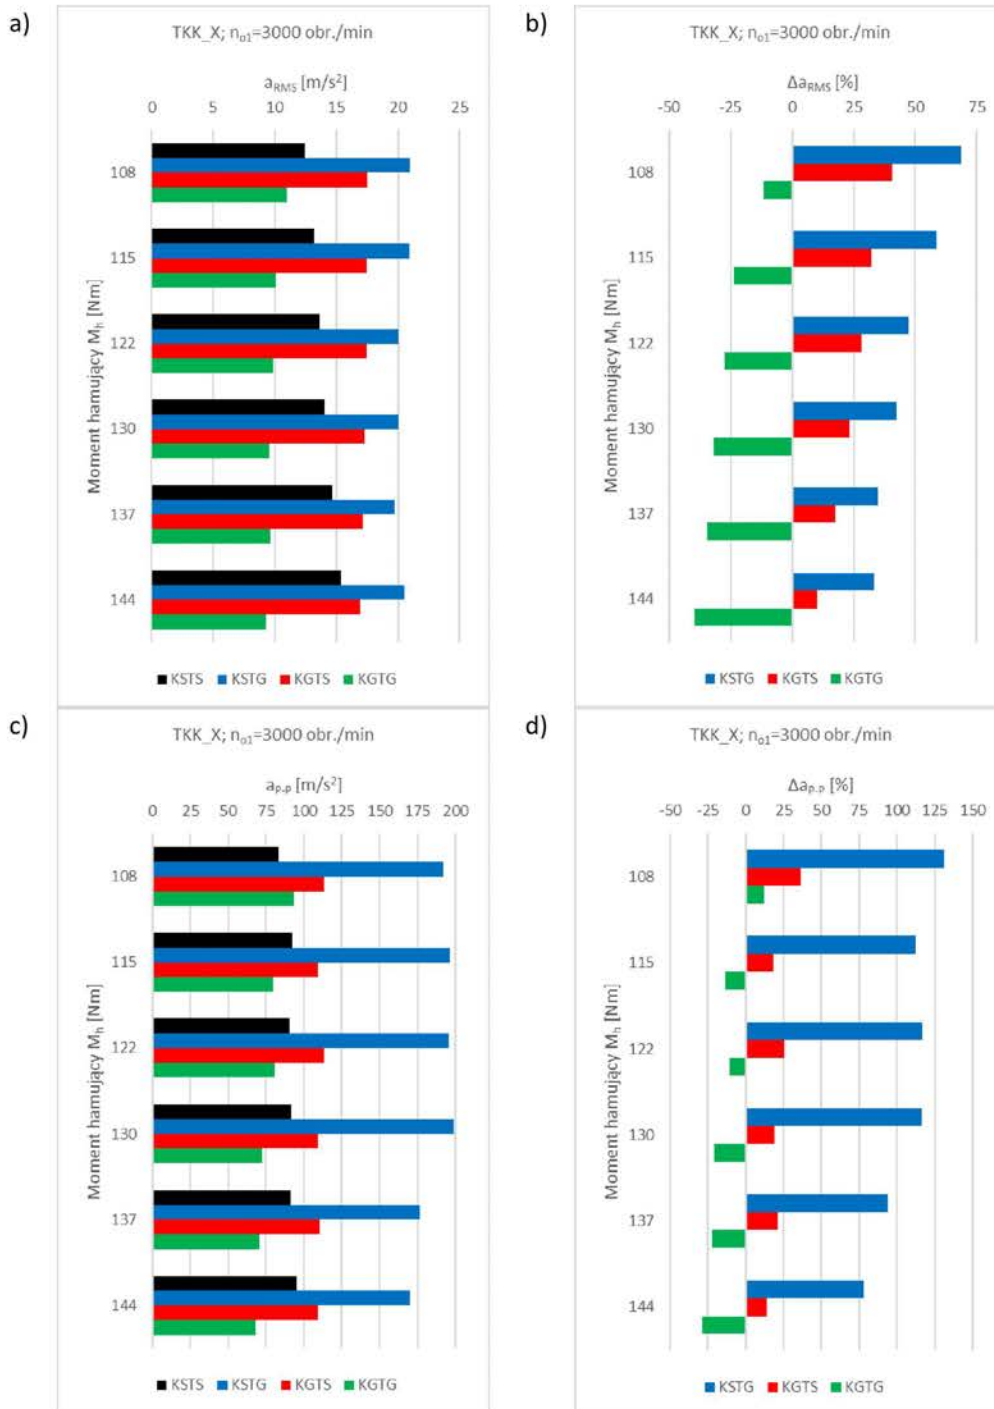 a)
TKK_X; nₒ₁=3000 obr./min
a_RMS [m/s²]
0 5 10 15 20 25
Moment hamujący Mₕ [Nm]
108
115
122
130
137
144
KSTS KSTG KGTS KGTG
b)
TKK_X; nₒ₁=3000 obr./min
Δa_RMS [%]
-50 -25 0 25 50 75
Moment hamujący Mₕ [Nm]
108
115
122
130
137
144
KSTG KGTS KGTG
c)
TKK_X; nₒ₁=3000 obr./min
a_P-P [m/s²]
0 25 50 75 100 125 150 175 200
Moment hamujący Mₕ [Nm]
108
115
122
130
137
144
KSTS KSTG KGTS KGTG
d)
TKK_X; nₒ₁=3000 obr./min
Δa_P-P [%]
-50 -25 0 25 50 75 100 125 150
Moment hamujący Mₕ [Nm]
108
115
122
130
137
144
KSTG KGTS KGTG